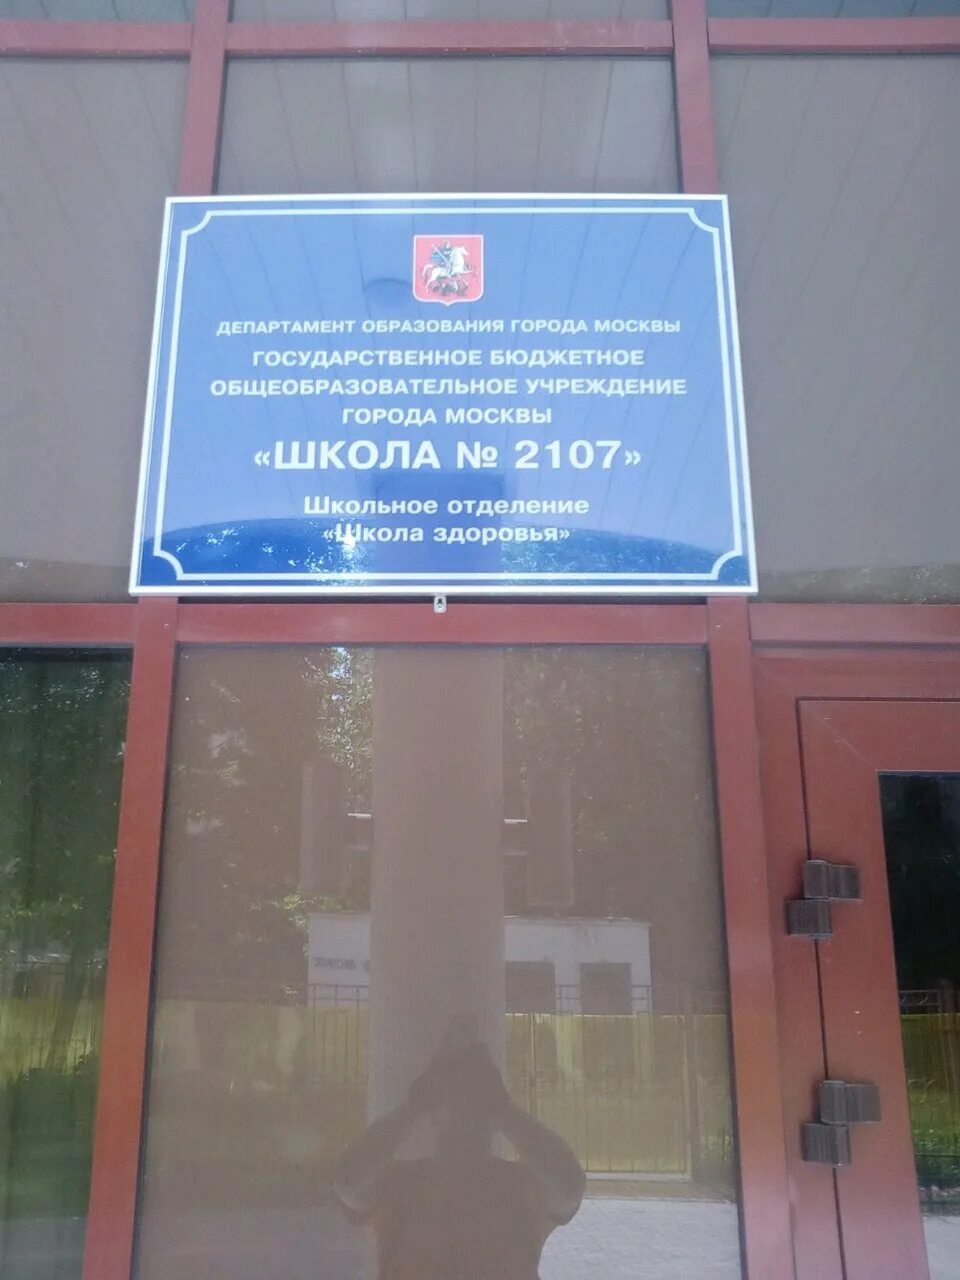 ДЕПАРТАМЕНТ ОБРАЗОВАНИЯ ГОРОДА МОСКВЫ
ГОСУДАРСТВЕННОЕ БЮДЖЕТНОЕ
ОБЩЕОБРАЗОВАТЕЛЬНОЕ УЧРЕЖДЕНИЕ
ГОРОДА МОСКВЫ
«ШКОЛА № 2107»
Школьное отделение
«Школа здоровья»